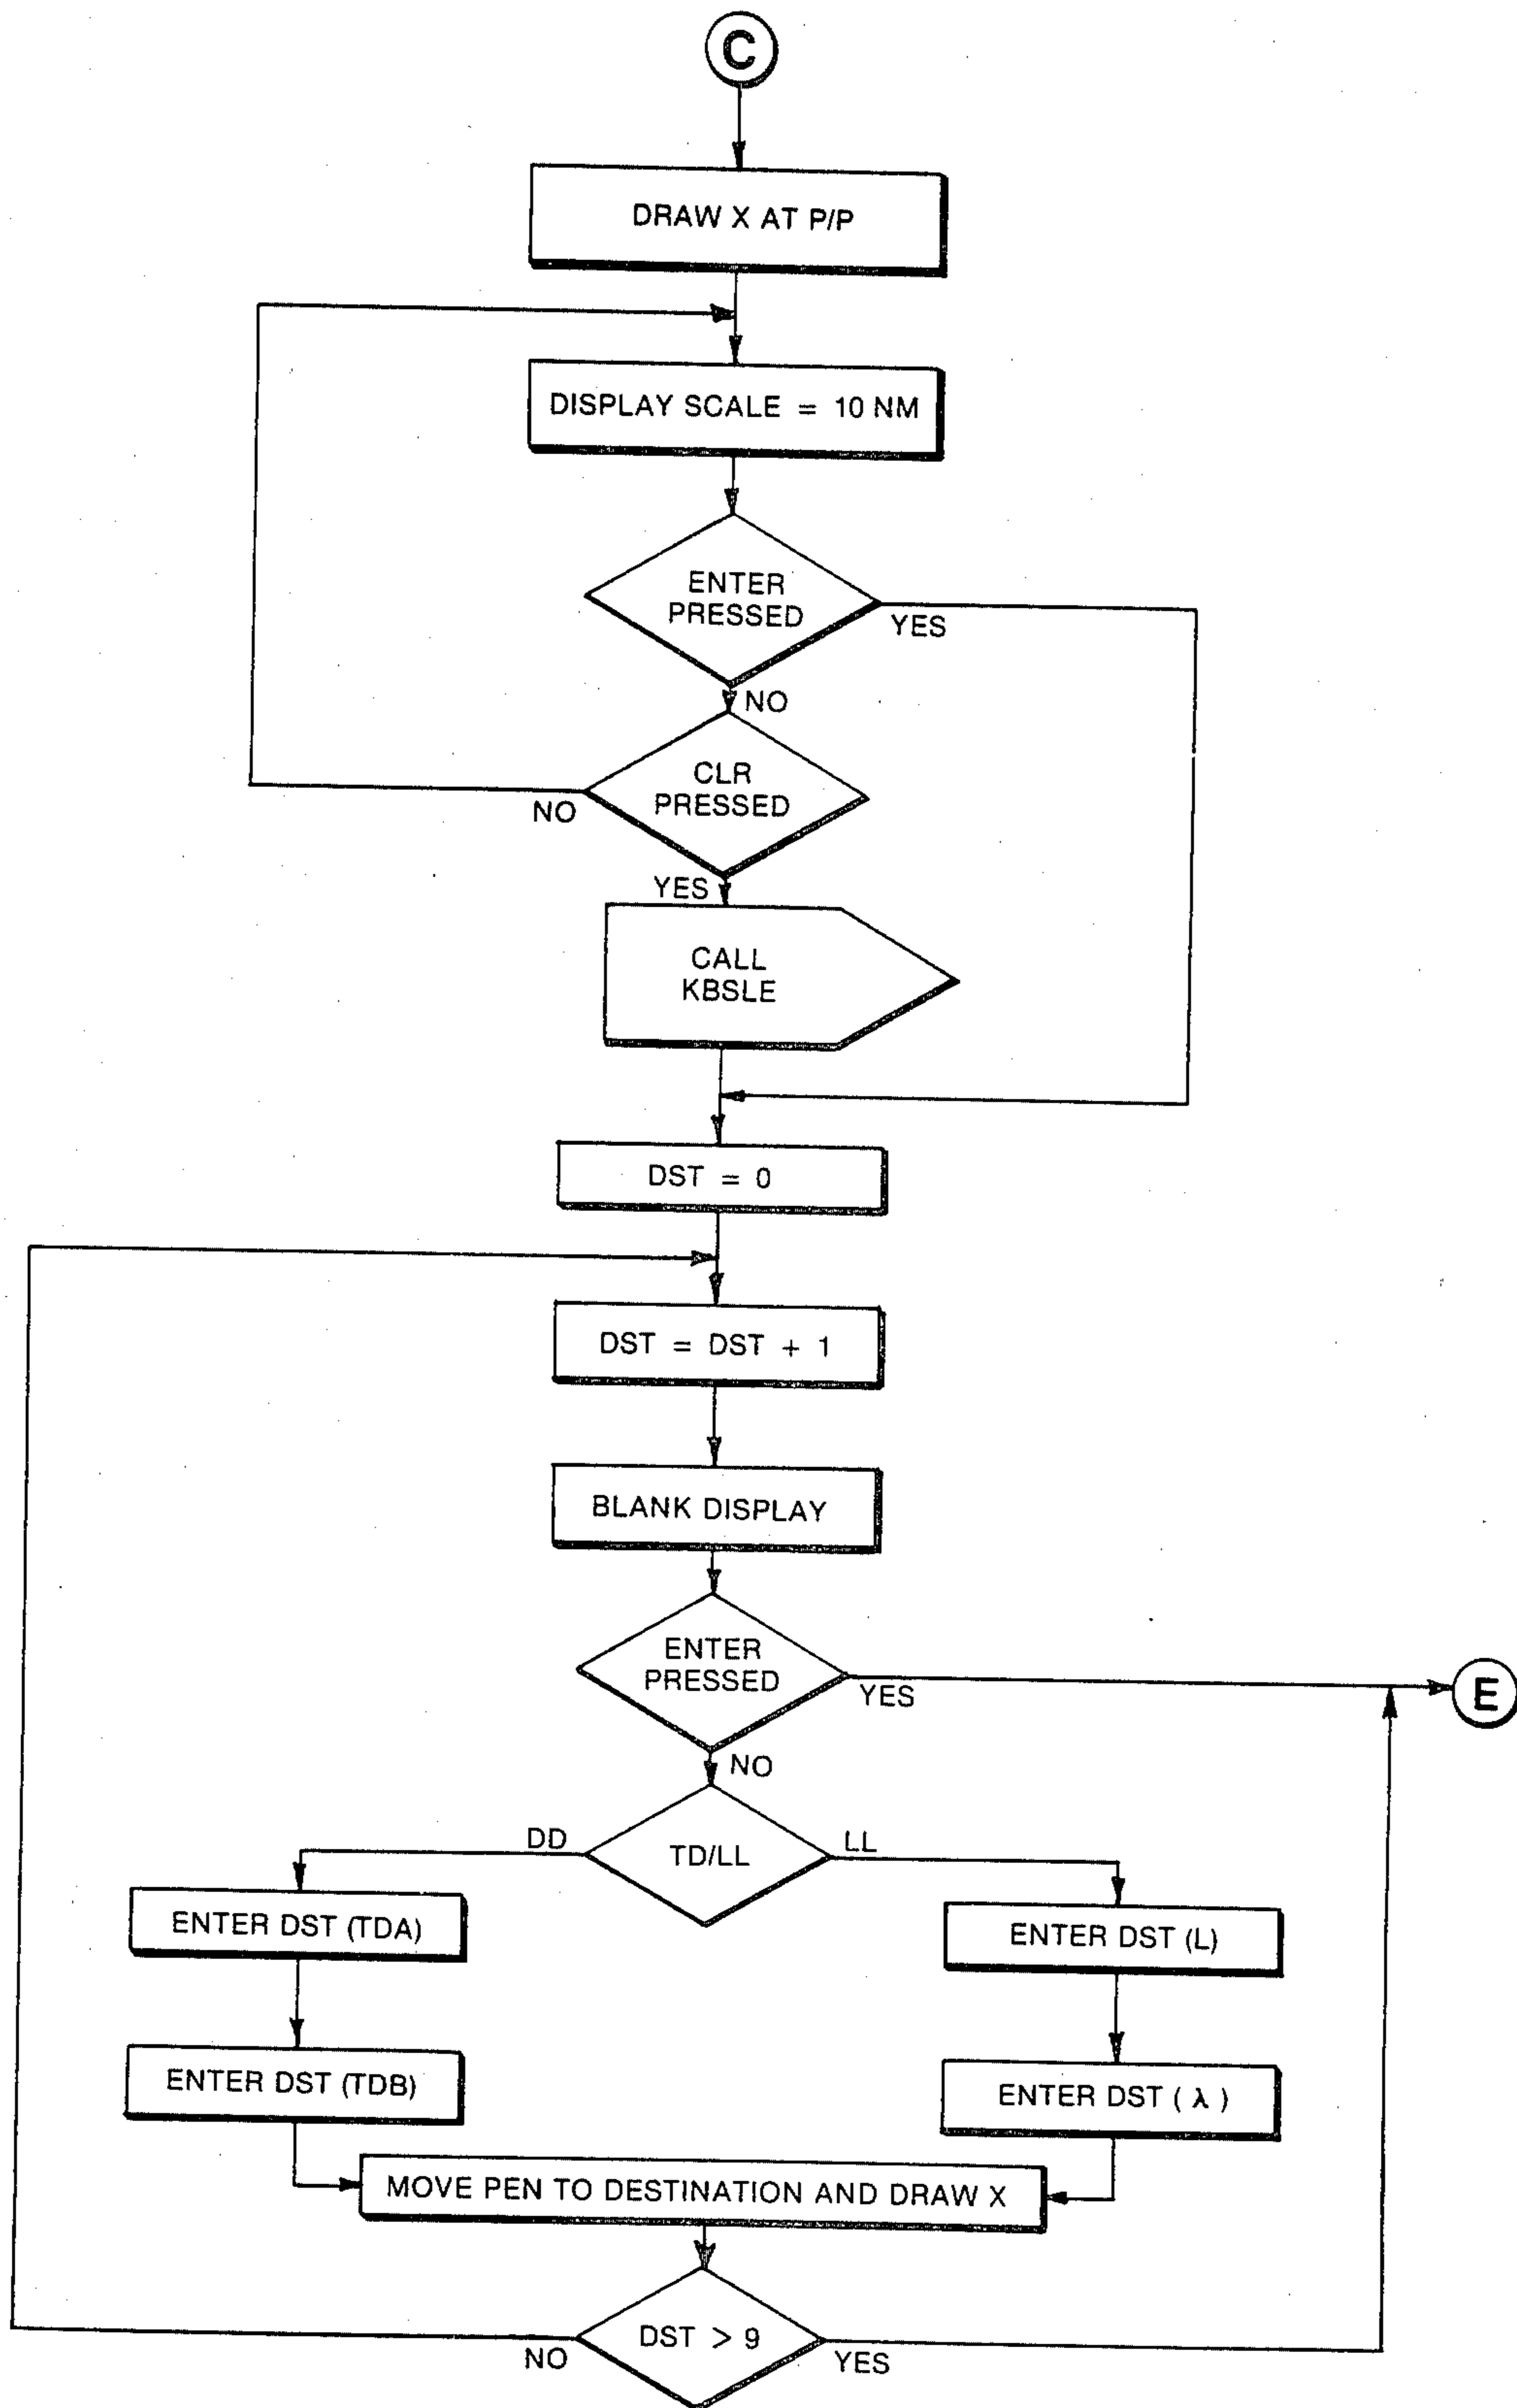 C
DRAW X AT P/P
DISPLAY SCALE = 10 NM
ENTER
PRESSED
YES
NO
CLR
PRESSED
NO
YES
CALL
KBSLE
DST = 0
DST = DST + 1
BLANK DISPLAY
ENTER
PRESSED
YES
E
NO
DD
TD/LL
LL
ENTER DST (TDA)
ENTER DST (L)
ENTER DST (TDB)
ENTER DST ( λ )
MOVE PEN TO DESTINATION AND DRAW X
DST > 9
NO
YES